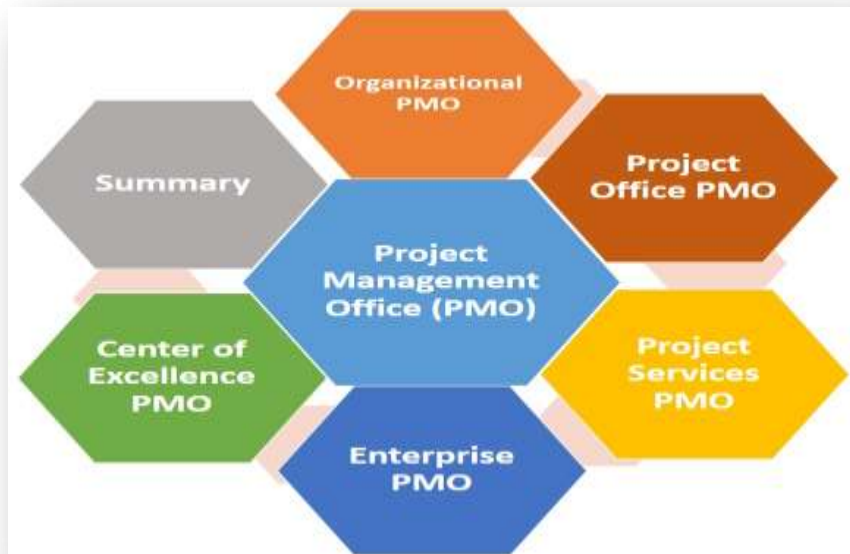 Organizational
PMO
Project
Office PMO
Summary
Project
Management
Office (PMO)
Center of
Excellence
PMO
Project
Services
PMO
Enterprise
PMO